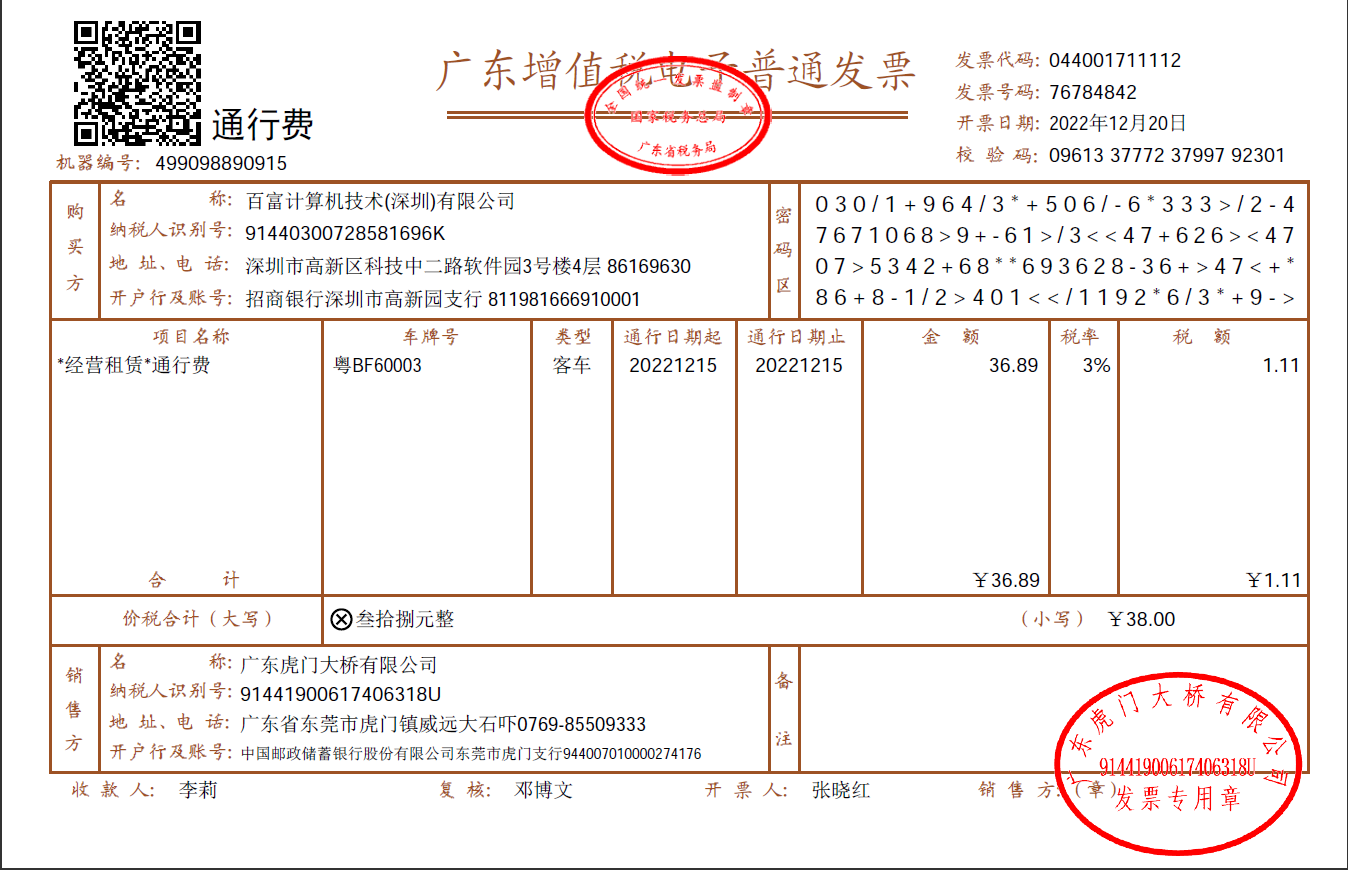 广东增值税电子普通发票
全国统一发票监制章
国家税务总局
广东省税务局
通行费
机器编号: 499098890915
发票代码: 044001711112
发票号码: 76784842
开票日期: 2022年12月20日
校 验 码: 09613 37772 37997 92301
购买方
名 称: 百富计算机技术(深圳)有限公司
纳税人识别号: 91440300728581696K
地 址、电 话: 深圳市高新区科技中二路软件园3号楼4层 86169630
开户行及账号: 招商银行深圳市高新园支行 811981666910001
密码区
030/1+964/3*+506/-6*333>/2-4
7671068>9+-61>/3<<47+626><47
07>5342+68**693628-36+>47<+*
86+8-1/2>401<</1192*6/3*+9->
项目名称 车牌号 类型 通行日期起 通行日期止 金 额 税率 税 额
*经营租赁*通行费 粤BF60003 客车 20221215 20221215 36.89 3% 1.11
合 计 ￥36.89 ￥1.11
价税合计（大写） ⊗叁拾捌元整 （小写） ￥38.00
销售方
名 称: 广东虎门大桥有限公司
纳税人识别号: 91441900617406318U
地 址、电 话: 广东省东莞市虎门镇威远大石吓0769-85509333
开户行及账号: 中国邮政储蓄银行股份有限公司东莞市虎门支行944007010000274176
备注
收 款 人: 李莉 复 核: 邓博文 开 票 人: 张晓红 销 售 方:（章）
广东虎门大桥有限公司
91441900617406318U
发票专用章